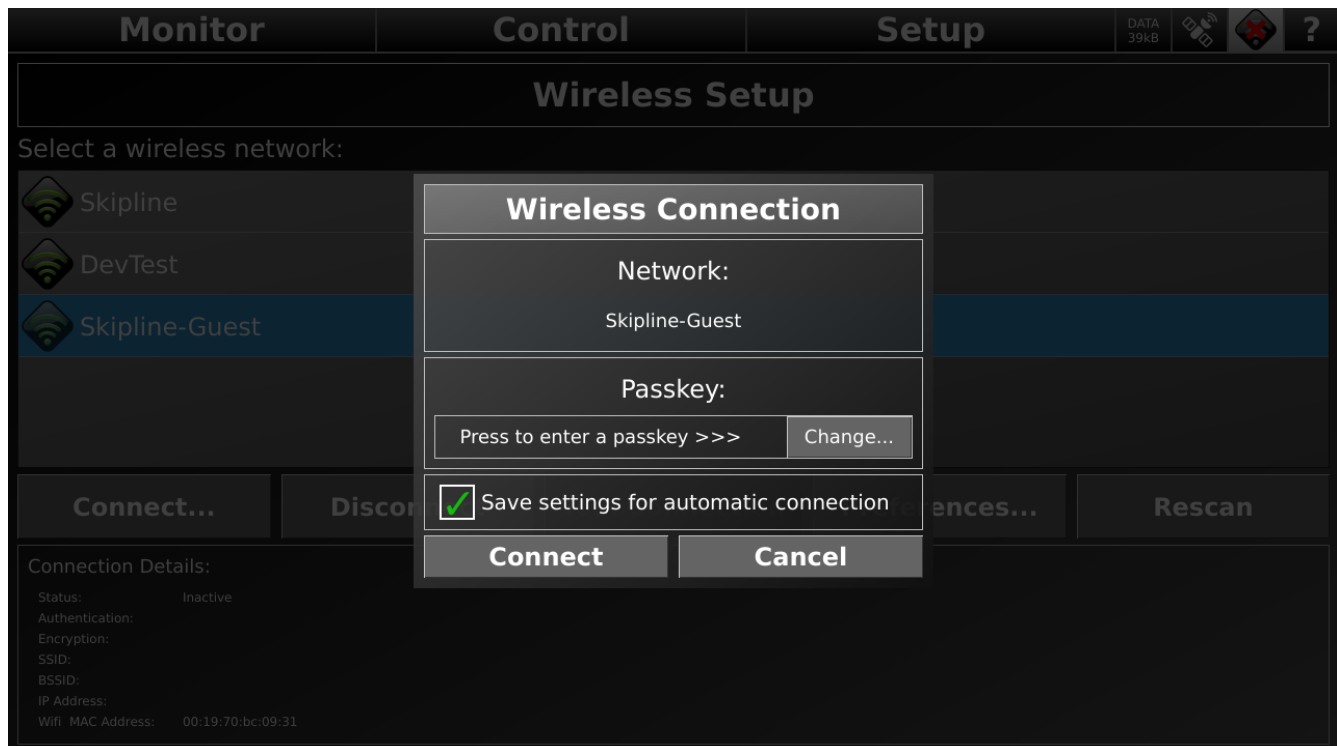 Monitor
Control
Setup
DATA
39kB
?
Wireless Setup
Select a wireless network:
Skipline
DevTest
Skipline-Guest
Wireless Connection
Network:
Skipline-Guest
Passkey:
Press to enter a passkey >>>
Change...
Save settings for automatic connection
Connect
Cancel
Connect...
Rescan
Connection Details:
Status: Inactive
Authentication:
Encryption:
SSID:
BSSID:
IP Address:
Wifi MAC Address: 00:19:70:bc:09:31